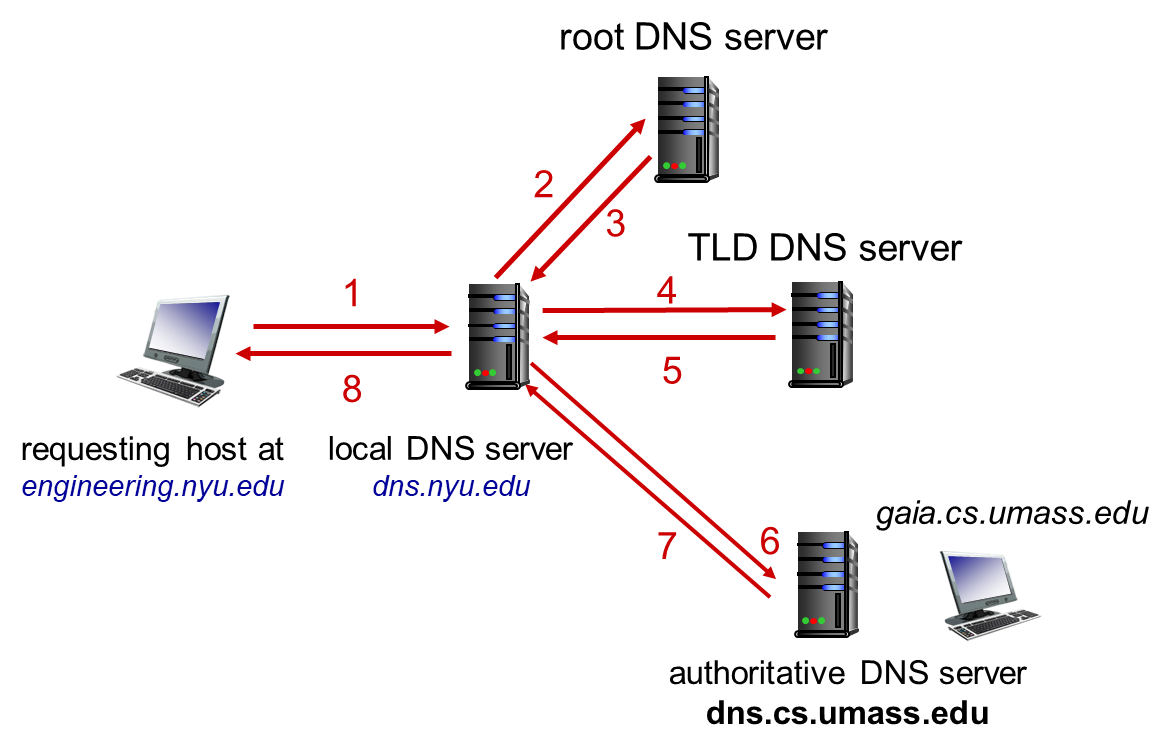 root DNS server
2
3
TLD DNS server
1
4
8
5
requesting host at
engineering.nyu.edu
local DNS server
dns.nyu.edu
gaia.cs.umass.edu
6
7
authoritative DNS server
dns.cs.umass.edu